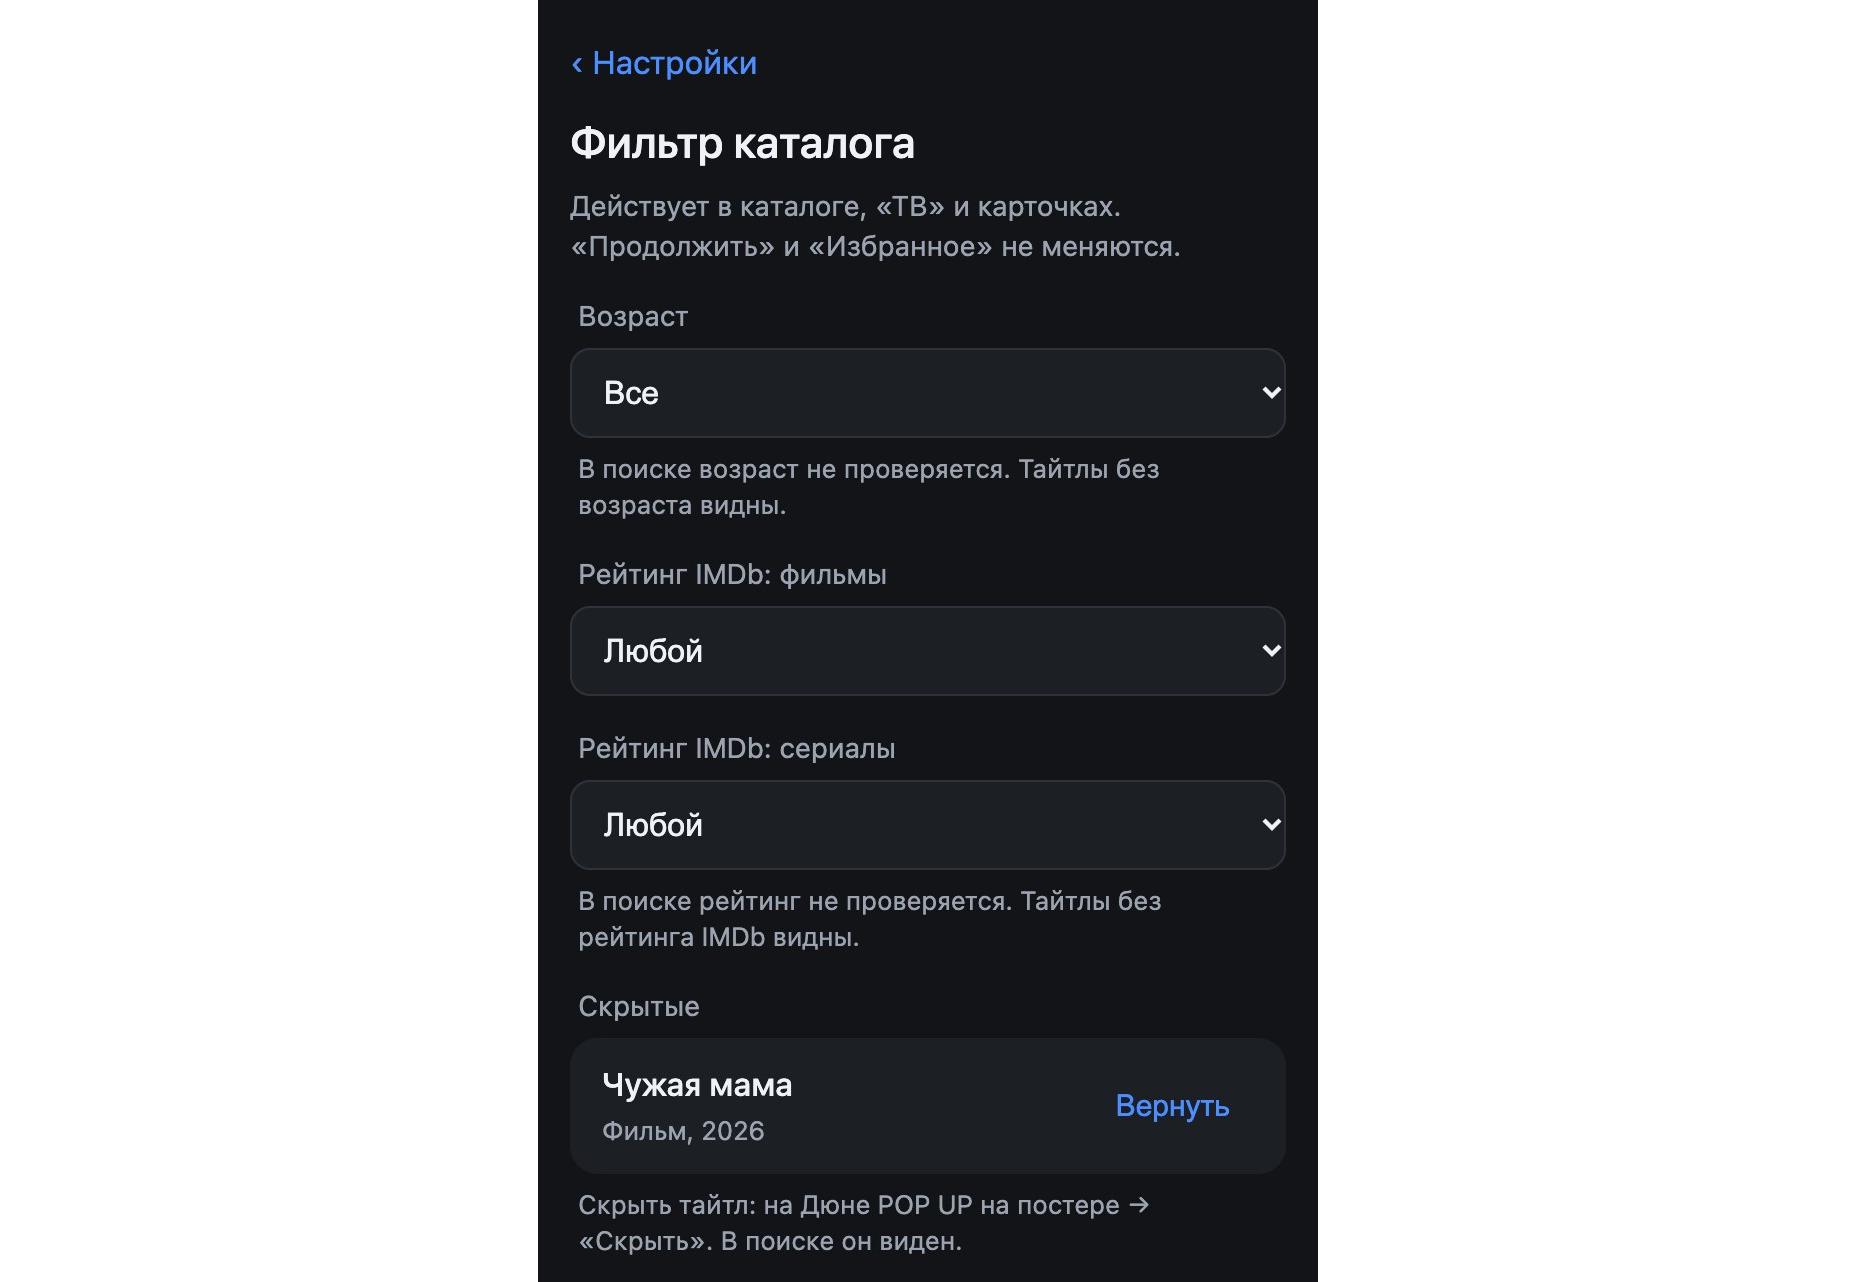 ‹ Настройки
Фильтр каталога
Действует в каталоге, «ТВ» и карточках.
«Продолжить» и «Избранное» не меняются.
Возраст
Все
В поиске возраст не проверяется. Тайтлы без
возраста видны.
Рейтинг IMDb: фильмы
Любой
Рейтинг IMDb: сериалы
Любой
В поиске рейтинг не проверяется. Тайтлы без
рейтинга IMDb видны.
Скрытые
Чужая мама
Фильм, 2026
Вернуть
Скрыть тайтл: на Дюне POP UP на постере →
«Скрыть». В поиске он виден.